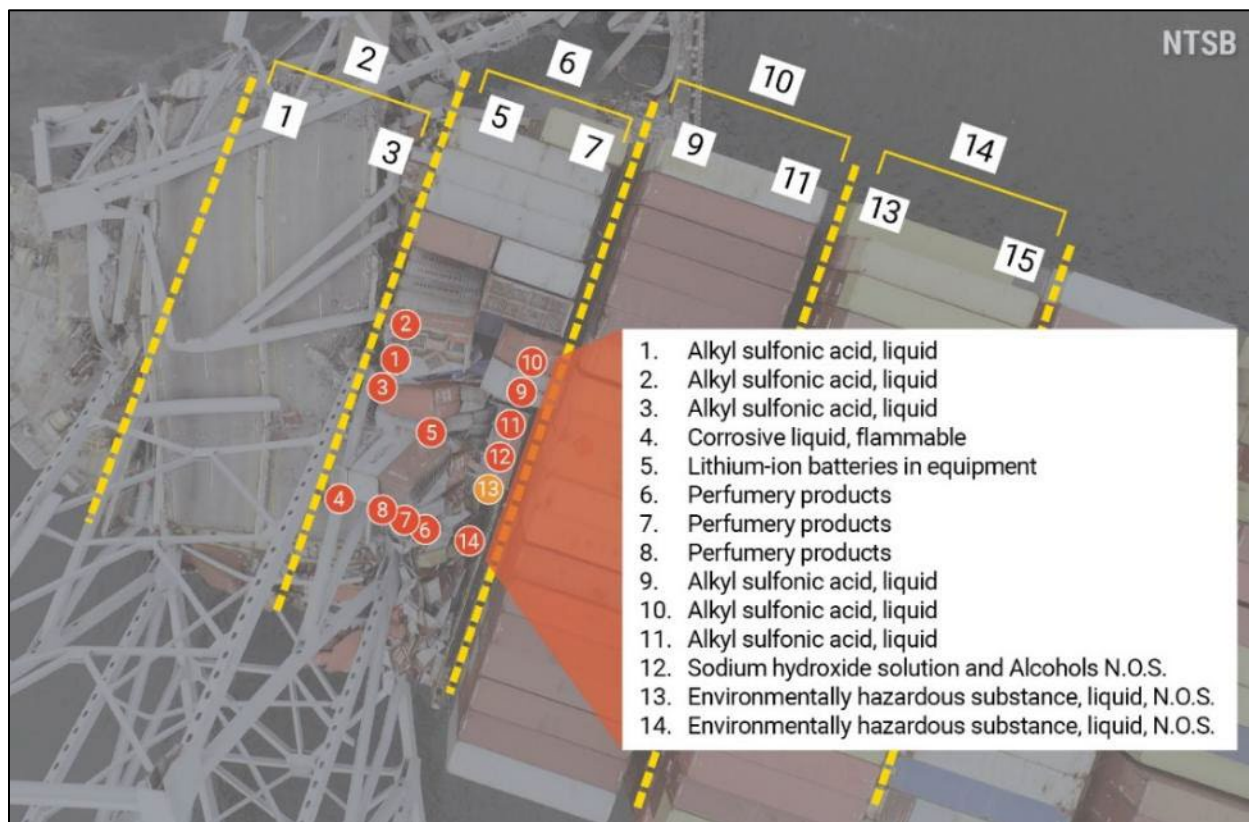 NTSB
2
6
10
14
1
3
5
7
9
11
13
15
2
1
3
5
4
8
7
6
10
9
11
12
13
14
1. Alkyl sulfonic acid, liquid
2. Alkyl sulfonic acid, liquid
3. Alkyl sulfonic acid, liquid
4. Corrosive liquid, flammable
5. Lithium-ion batteries in equipment
6. Perfumery products
7. Perfumery products
8. Perfumery products
9. Alkyl sulfonic acid, liquid
10. Alkyl sulfonic acid, liquid
11. Alkyl sulfonic acid, liquid
12. Sodium hydroxide solution and Alcohols N.O.S.
13. Environmentally hazardous substance, liquid, N.O.S.
14. Environmentally hazardous substance, liquid, N.O.S.